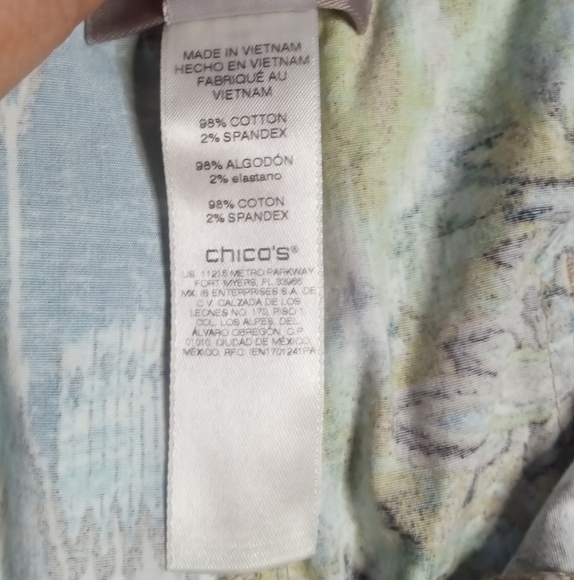 MADE IN VIETNAM
HECHO EN VIETNAM
FABRIQUÉ AU
VIETNAM
98% COTTON
2% SPANDEX
98% ALGODÓN
2% elastano
98% COTON
2% SPANDEX
chico's®
US 11215 METRO PARKWAY
FORT MYERS, FL 33966
MX: IB ENTERPRISES S.A. DE
C.V. CALZADA DE LOS
LEONES NO. 170, PISO 1
COL. LOS ALPES, DEL.
ÁLVARO OBREGÓN, C.P.
01010, CIUDAD DE MÉXICO,
MÉXICO. RFC: IEN1701241PA